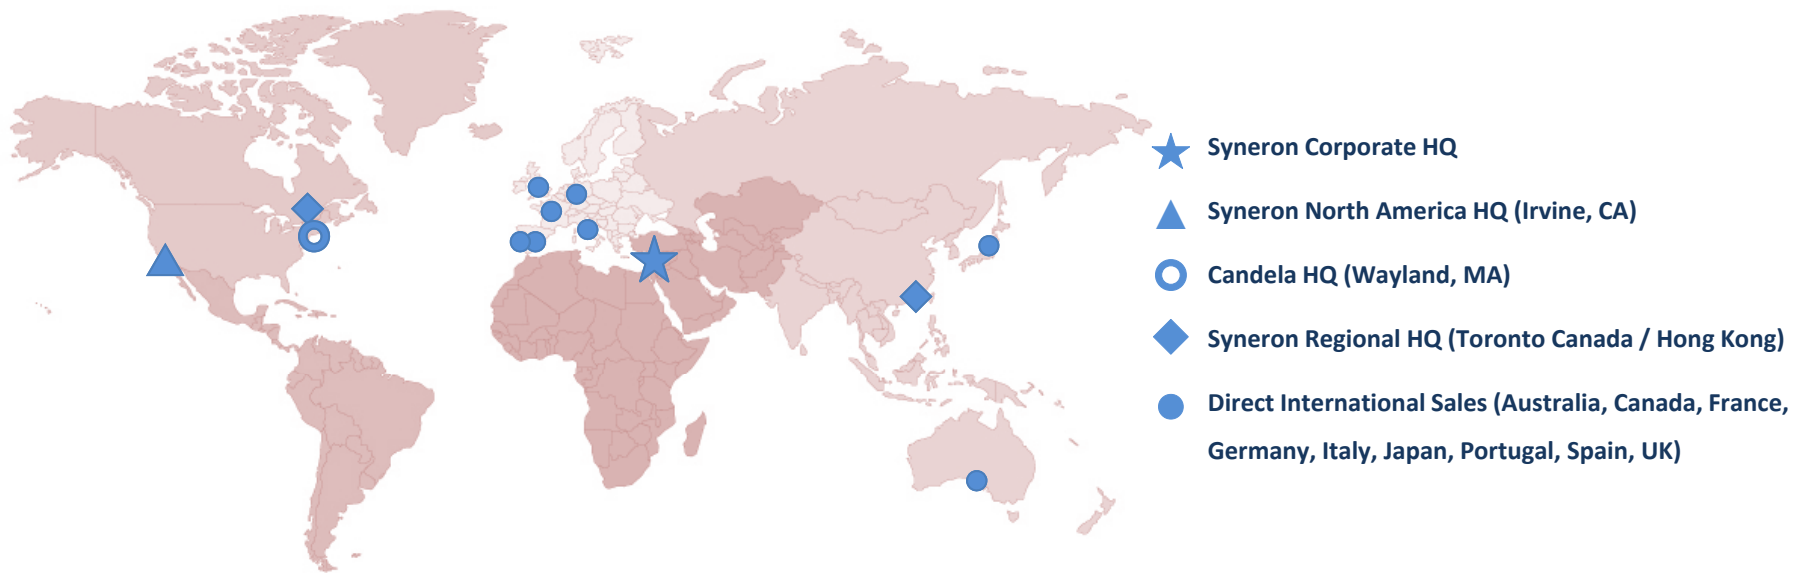 Syneron Corporate HQ
Syneron North America HQ (Irvine, CA)
Candela HQ (Wayland, MA)
Syneron Regional HQ (Toronto Canada / Hong Kong)
Direct International Sales (Australia, Canada, France,
Germany, Italy, Japan, Portugal, Spain, UK)